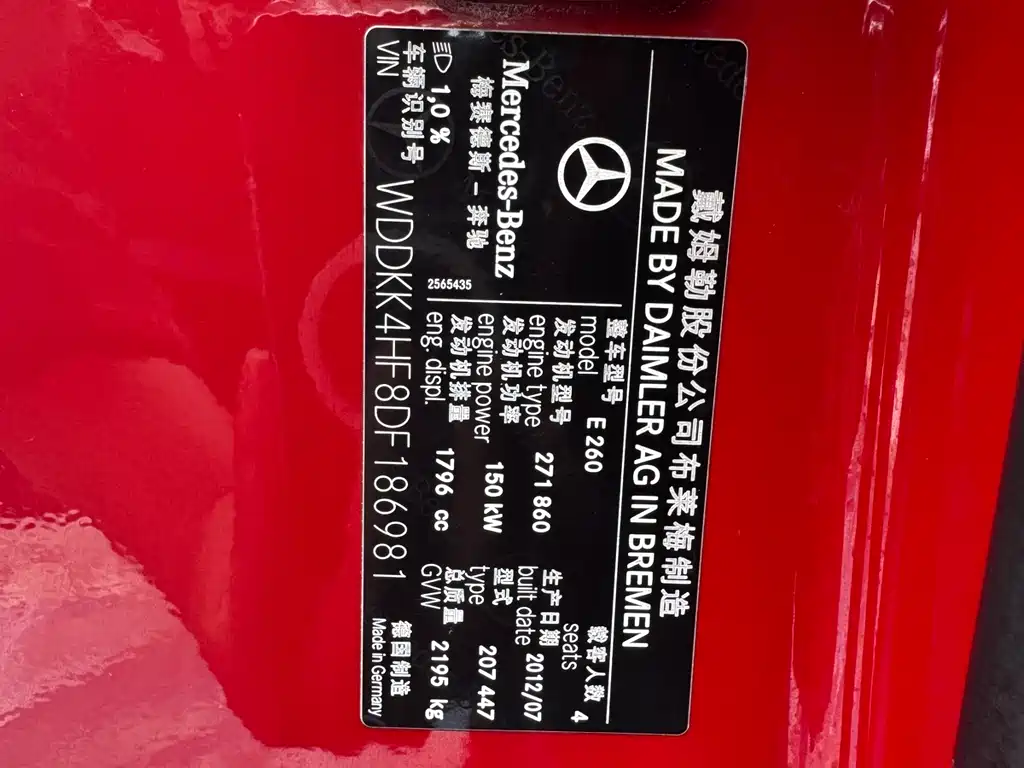 戴姆勒股份公司布莱梅制造
MADE BY DAIMLER AG IN BREMEN
Mercedes-Benz
梅赛德斯-奔驰
1,0 %
2565435
整车型号
model E 260
发动机型号
engine type 271 860
发动机功率
engine power 150 kW
发动机排量
eng. displ. 1796 cc
载客人数
seats 4
生产日期
built date 2012/07
型式
type 207 447
总质量
GVW 2195 kg
车辆识别号
VIN WDDKK4HF8DF186981
德国制造
Made in Germany